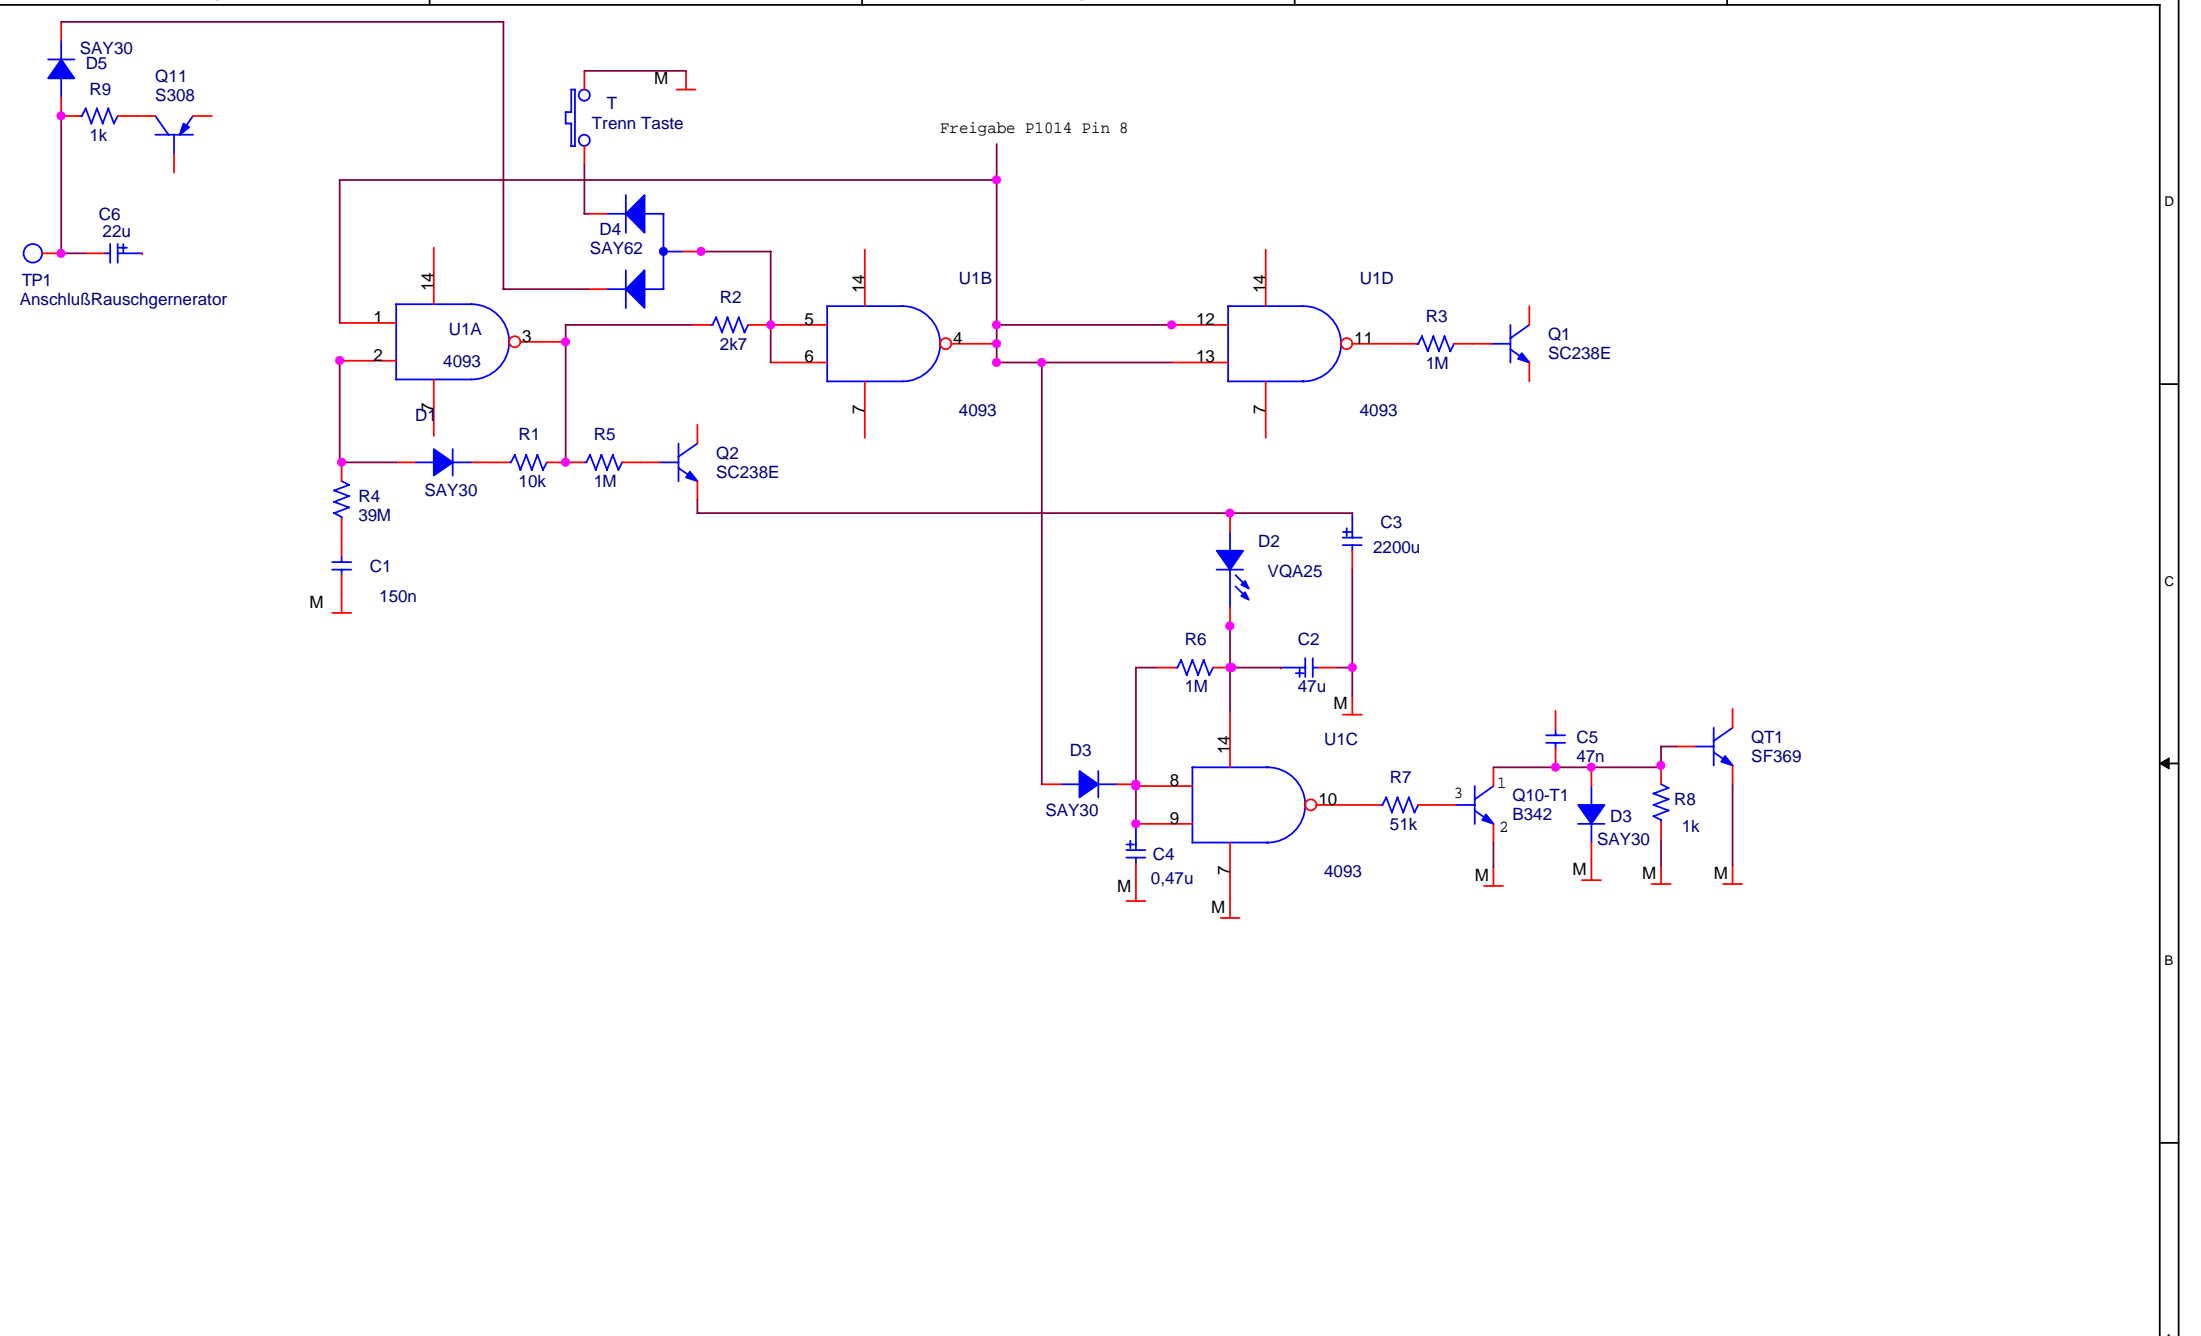 SAY30
D5
R9
1k
Q11
S308
C6
22u
TP1
AnschlußRauschgernerator
M
T
Trenn Taste
D4
SAY62
Freigabe P1014 Pin 8
14
1
2
U1A
4093
3
7
D1
SAY30
R1
10k
R5
1M
Q2
SC238E
R4
39M
C1
150n
M
R2
2k7
14
5
6
U1B
4
7
4093
14
12
13
U1D
11
7
4093
R3
1M
Q1
SC238E
D2
VQA25
C3
2200u
R6
1M
C2
47u
M
D3
SAY30
14
8
9
U1C
10
7
4093
M
C4
0,47u
M
R7
51k
3
1
2
Q10-T1
B342
M
C5
47n
D3
SAY30
M
R8
1k
M
QT1
SF369
M
D
C
B